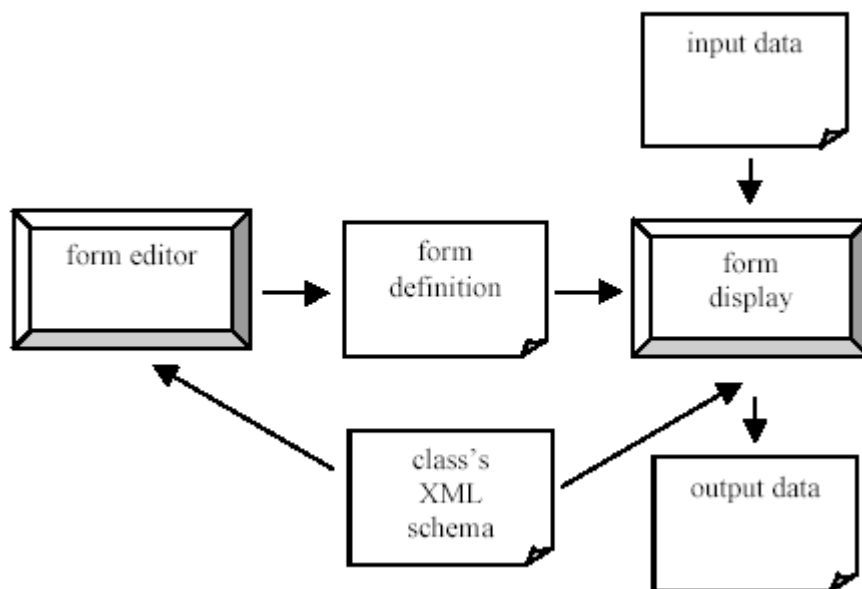 input data
form editor
form
definition
form
display
class's
XML
schema
output data